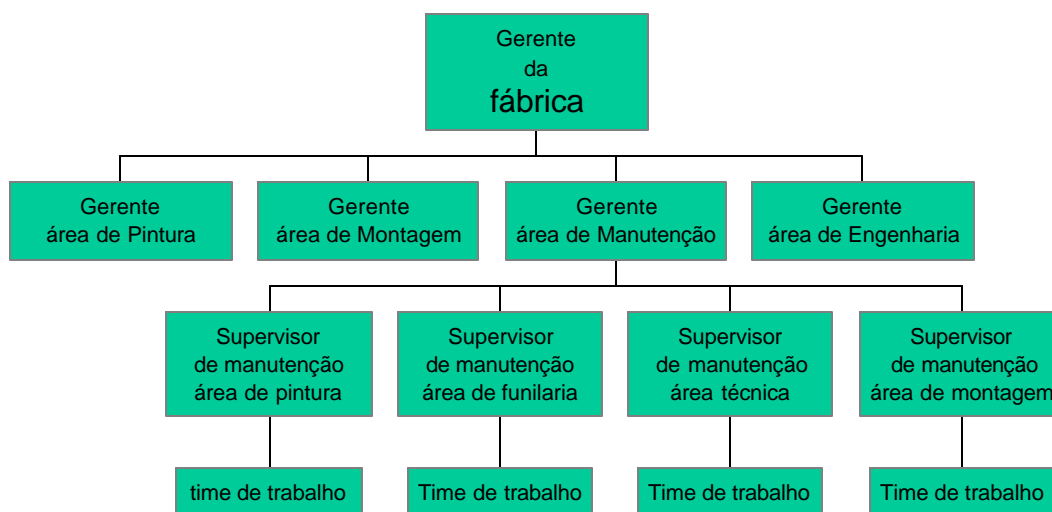 Gerente
da
fábrica
Gerente
área de Pintura
Gerente
área de Montagem
Gerente
área de Manutenção
Gerente
área de Engenharia
Supervisor
de manutenção
área de pintura
Supervisor
de manutenção
área de funilaria
Supervisor
de manutenção
área técnica
Supervisor
de manutenção
área de montagem
time de trabalho
Time de trabalho
Time de trabalho
Time de trabalho